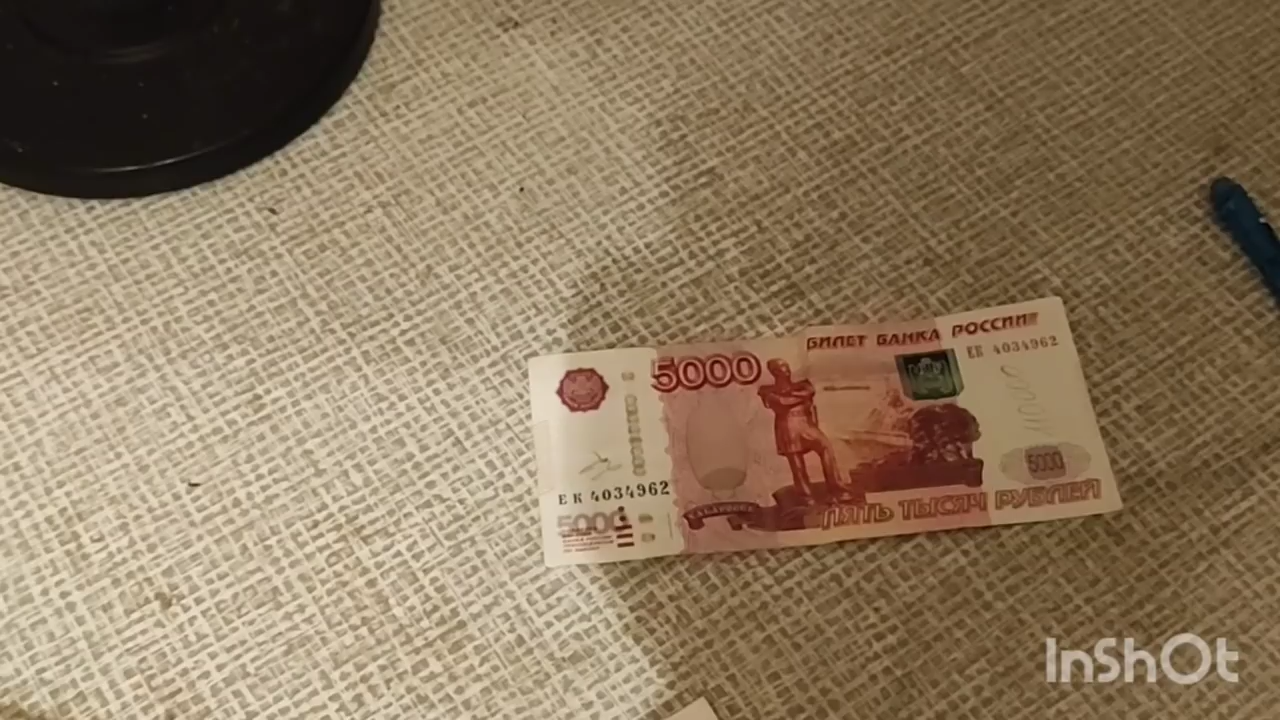 БИЛЕТ БАНКА РОССИИ
5000
ЕК 4034962
ЕК 4034962
5000
5000
ПЯТЬ ТЫСЯЧ РУБЛЕЙ
InShOt